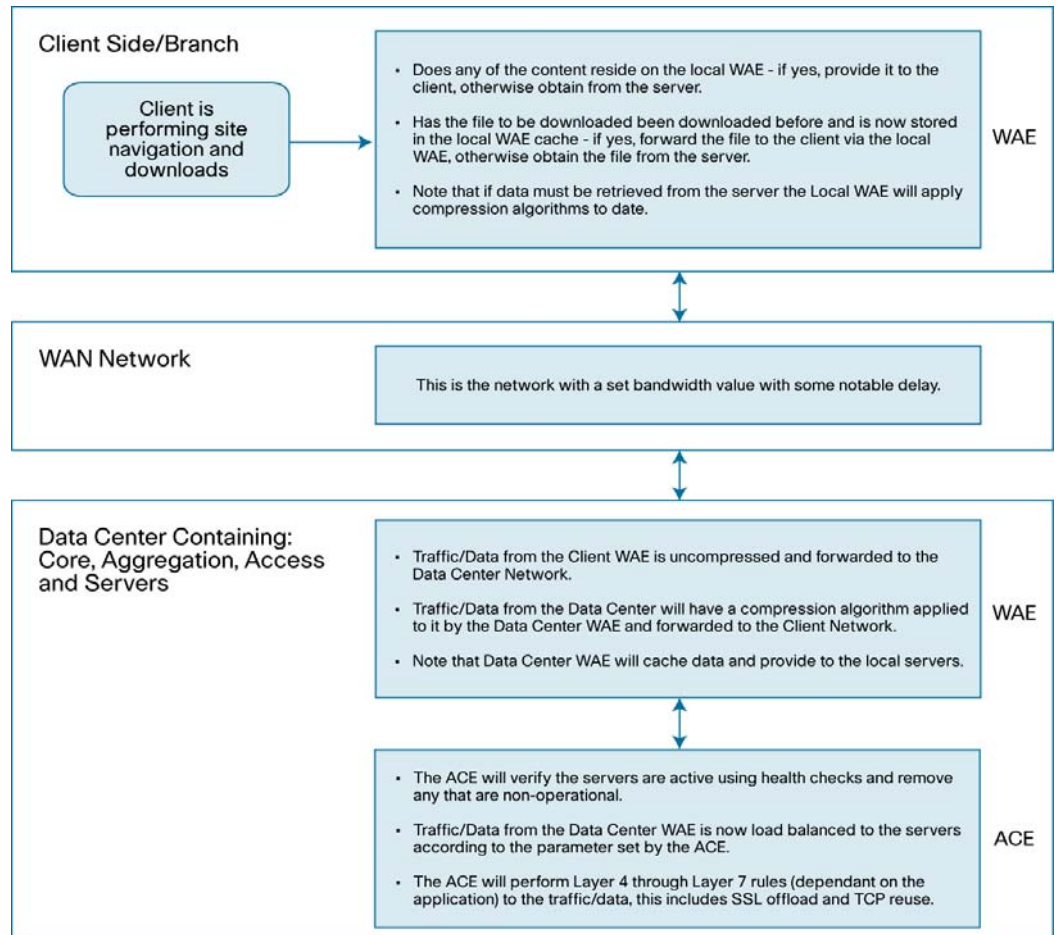 Client Side/Branch
Client is
performing site
navigation and
downloads
• Does any of the content reside on the local WAE - if yes, provide it to the
client, otherwise obtain from the server.
• Has the file to be downloaded been downloaded before and is now stored
in the local WAE cache - if yes, forward the file to the client via the local
WAE, otherwise obtain the file from the server.
• Note that if data must be retrieved from the server the Local WAE will apply
compression algorithms to date.
WAE
WAN Network
This is the network with a set bandwidth value with some notable delay.
Data Center Containing:
Core, Aggregation, Access
and Servers
• Traffic/Data from the Client WAE is uncompressed and forwarded to the
Data Center Network.
• Traffic/Data from the Data Center will have a compression algorithm applied
to it by the Data Center WAE and forwarded to the Client Network.
• Note that Data Center WAE will cache data and provide to the local servers.
WAE
• The ACE will verify the servers are active using health checks and remove
any that are non-operational.
• Traffic/Data from the Data Center WAE is now load balanced to the servers
according to the parameter set by the ACE.
• The ACE will perform Layer 4 through Layer 7 rules (dependant on the
application) to the traffic/data, this includes SSL offload and TCP reuse.
ACE